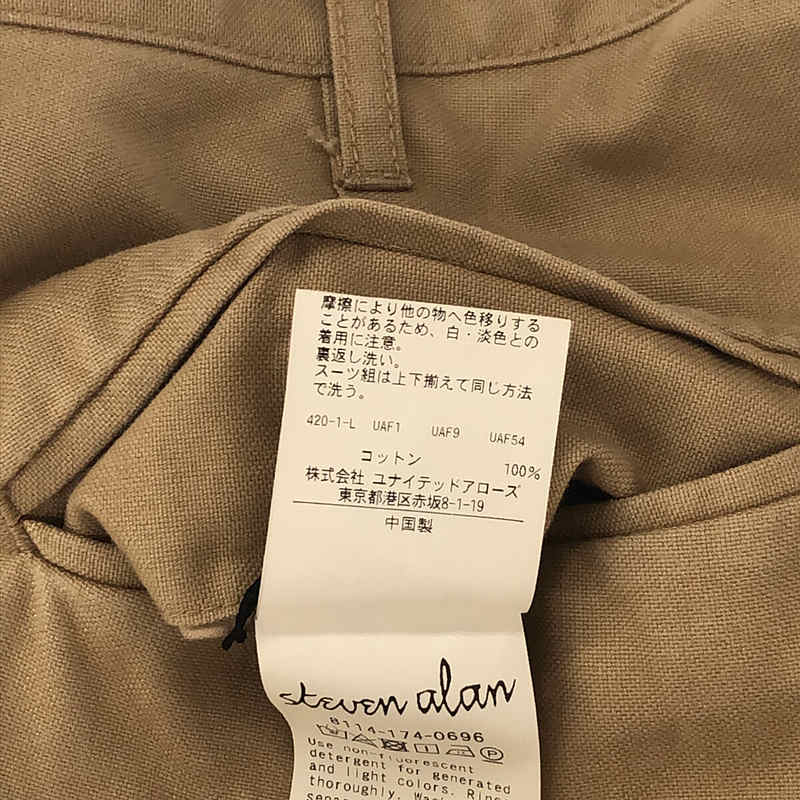 摩擦により他の物へ色移りする
ことがあるため、白・淡色との
着用に注意。
裏返し洗い。
スーツ組は上下揃えて同じ方法
で洗う。
420-1-L UAF1 UAF9 UAF54
コットン 100%
株式会社 ユナイテッドアローズ
東京都港区赤坂8-1-19
中国製
steven alan
8114-174-0696
Use non-fluorescent
detergent for generated
and light colors. Rinse
thoroughly.